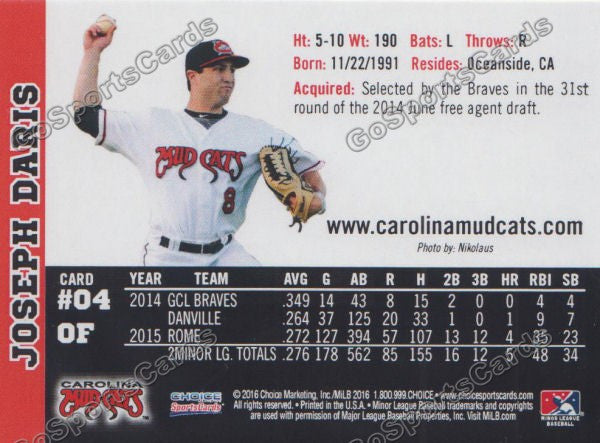 Ht: 5-10 Wt: 190 Bats: L Throws: R
Born: 11/22/1991 Resides: Oceanside, CA
Acquired: Selected by the Braves in the 31st
round of the 2014 June free agent draft.
MUD CATS
8
www.carolinamudcats.com
Photo by: Nikolaus
JOSEPH DARIS
CARD
#04
OF
YEAR TEAM AVG G AB R H 2B 3B HR RBI SB
2014 GCL BRAVES .349 14 43 8 15 2 0 0 4 4
DANVILLE .264 37 125 20 33 1 0 1 9 7
2015 ROME .272 127 394 57 107 13 12 4 35 23
2 MINOR LG. TOTALS .276 178 562 85 155 16 12 5 48 34
CAROLINA
MUDCATS
CHOICE
SportsCards
©2016 Choice Marketing, Inc./MiLB 2016 1.800.999.CHOICE • www.choicesportscards.com
All rights reserved. • Printed in the U.S.A. • Minor League Baseball trademarks and copyrights
are used with permission of Major League Baseball Properties, Inc. Visit MiLB.com
MINOR LEAGUE
BASEBALL
GoSportsCards
GoSportsCards
GoSportsCards
GoSportsCards
GoSportsCards
GoSportsCards